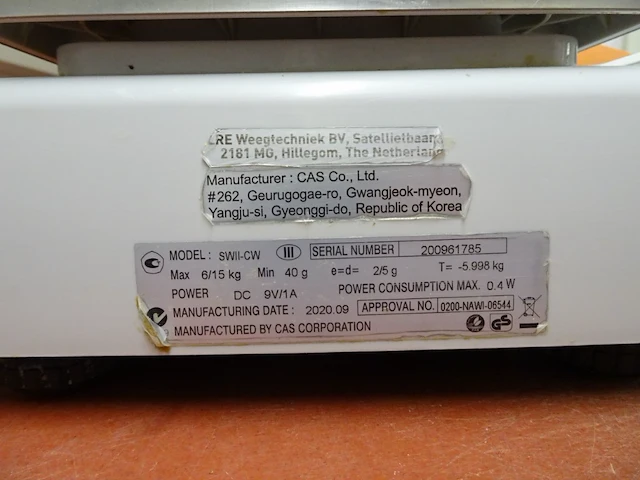 LRE Weegtechniek BV, Satellietbaan
2181 MG, Hillegom, The Netherland
Manufacturer : CAS Co., Ltd.
#262, Geurugogae-ro, Gwangjeok-myeon,
Yangju-si, Gyeonggi-do, Republic of Korea
MODEL : SWII-CW III SERIAL NUMBER 200961785
Max 6/15 kg Min 40 g e=d= 2/5 g T= -5.998 kg
POWER DC 9V/1A POWER CONSUMPTION MAX. 0.4 W
MANUFACTURING DATE: 2020.09 APPROVAL NO. 0200-NAWI-06544
MANUFACTURED BY CAS CORPORATION